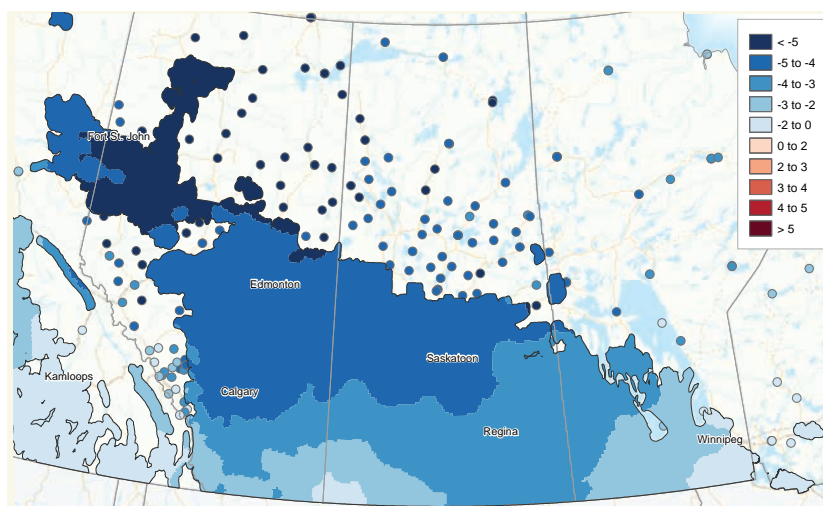 < -5
-5 to -4
-4 to -3
-3 to -2
-2 to 0
0 to 2
2 to 3
3 to 4
4 to 5
> 5
Fort St. John
Edmonton
Saskatoon
Kamloops
Calgary
Regina
Winnipeg